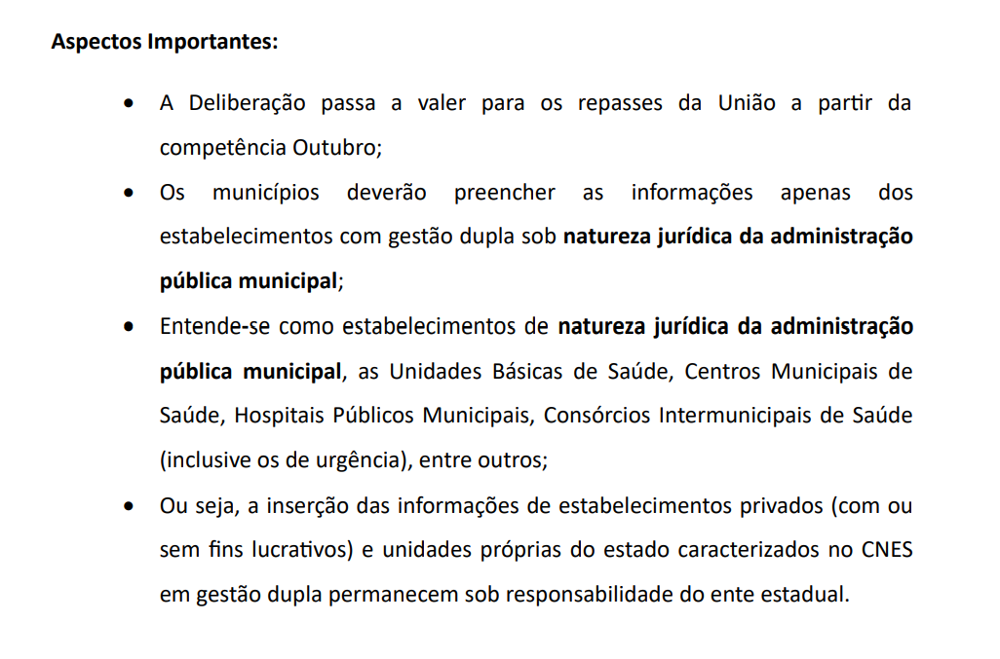 Aspectos Importantes:
• A Deliberação passa a valer para os repasses da União a partir da
competência Outubro;
• Os municípios deverão preencher as informações apenas dos
estabelecimentos com gestão dupla sob natureza jurídica da administração
pública municipal;
• Entende-se como estabelecimentos de natureza jurídica da administração
pública municipal, as Unidades Básicas de Saúde, Centros Municipais de
Saúde, Hospitais Públicos Municipais, Consórcios Intermunicipais de Saúde
(inclusive os de urgência), entre outros;
• Ou seja, a inserção das informações de estabelecimentos privados (com ou
sem fins lucrativos) e unidades próprias do estado caracterizados no CNES
em gestão dupla permanecem sob responsabilidade do ente estadual.